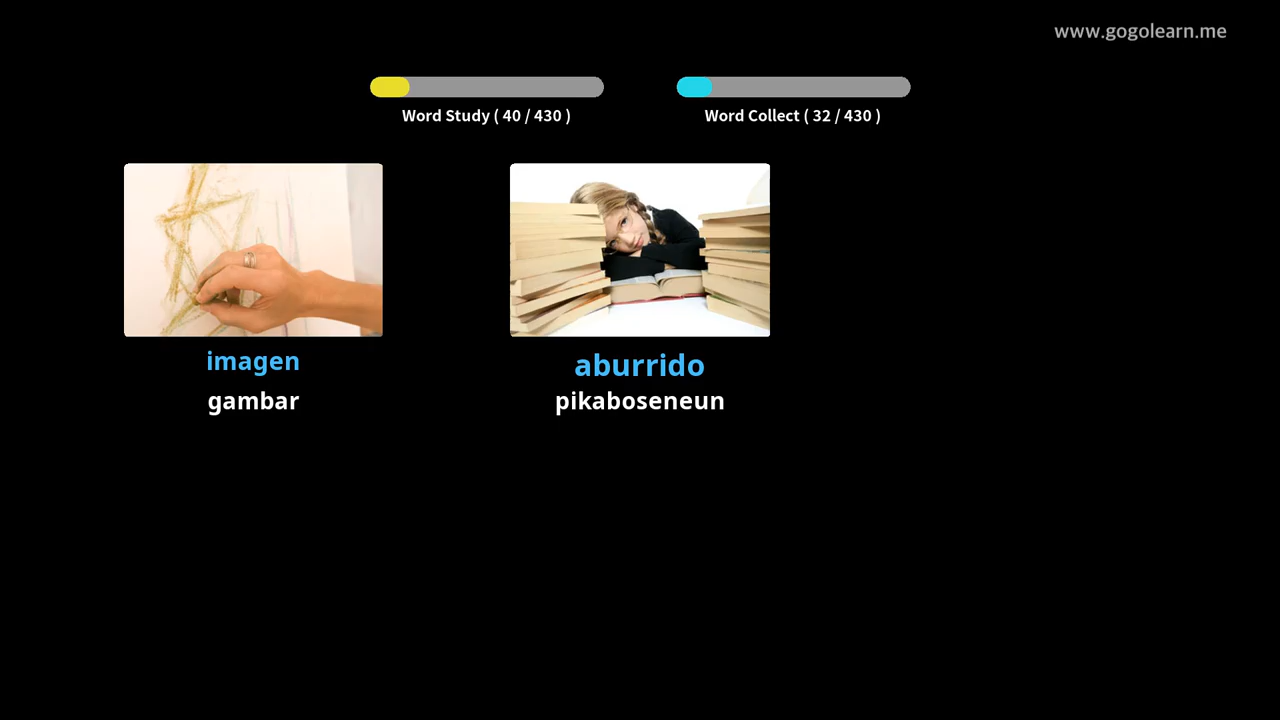 www.gogolearn.me
Word Study ( 40 / 430 )
Word Collect ( 32 / 430 )
imagen
gambar
aburrido
pikaboseneun